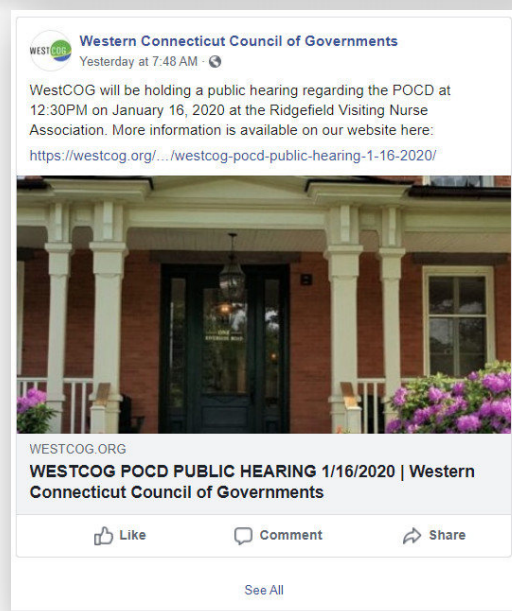 WESTCOG
Western Connecticut Council of Governments
Yesterday at 7:48 AM ·
WestCOG will be holding a public hearing regarding the POCD at
12:30PM on January 16, 2020 at the Ridgefield Visiting Nurse
Association. More information is available on our website here:
https://westcog.org/.../westcog-pocd-public-hearing-1-16-2020/
WESTCOG.ORG
WESTCOG POCD PUBLIC HEARING 1/16/2020 | Western
Connecticut Council of Governments
Like Comment Share
See All